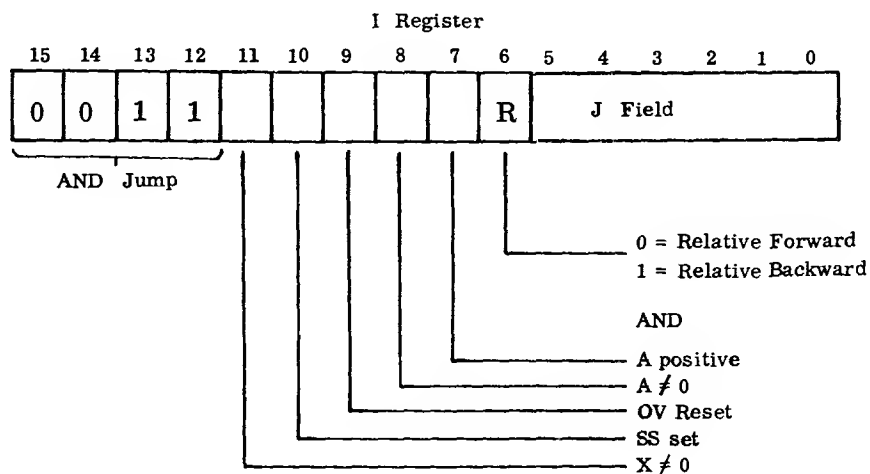 I Register
15 14 13 12 11 10 9 8 7 6 5 4 3 2 1 0
0 0 1 1 R J Field
AND Jump
0 = Relative Forward
1 = Relative Backward
AND
A positive
A ≠ 0
OV Reset
SS set
X ≠ 0